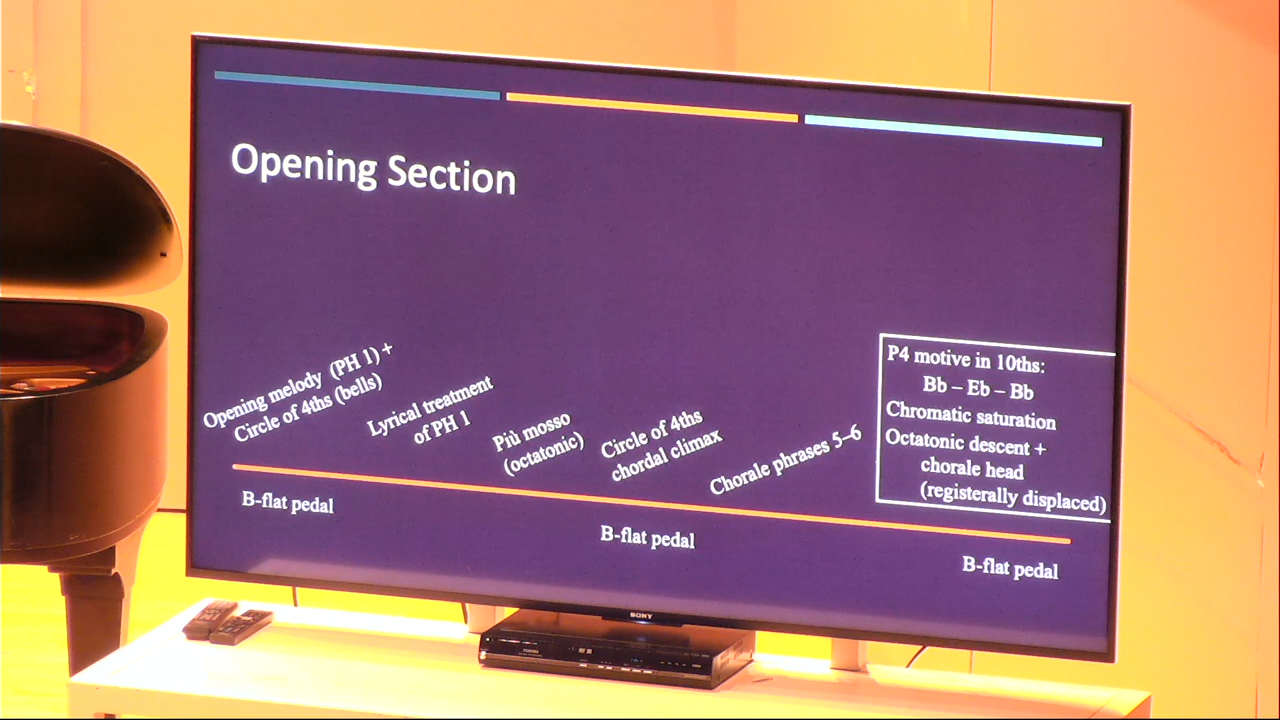 Opening Section
Opening melody (PH 1) +
Circle of 4ths (bells)
Lyrical treatment
of PH 1
Più mosso
(octatonic)
Circle of 4ths
chordal climax
Chorale phrases 5–6
P4 motive in 10ths:
Bb – Eb – Bb
Chromatic saturation
Octatonic descent +
chorale head
(registerally displaced)
B-flat pedal
B-flat pedal
B-flat pedal
SONY